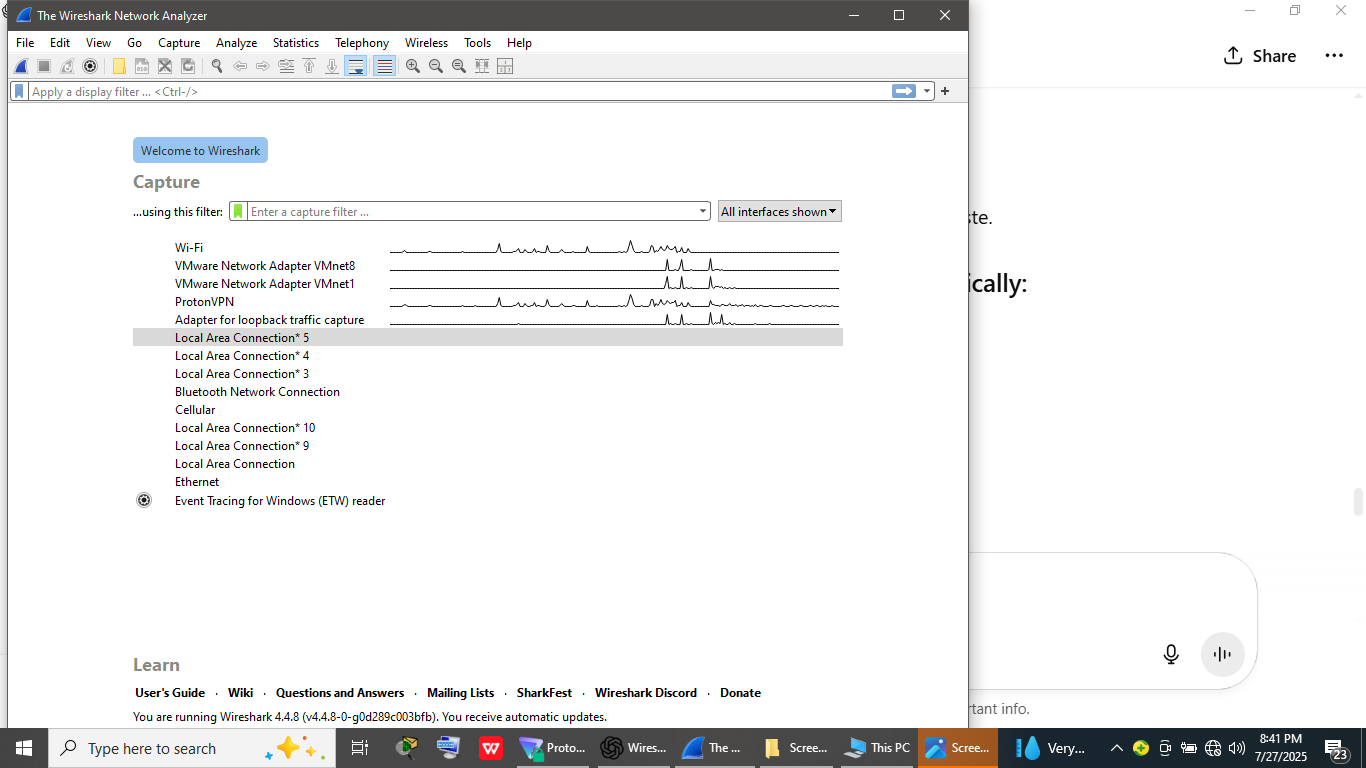 The Wireshark Network Analyzer
File Edit View Go Capture Analyze Statistics Telephony Wireless Tools Help
Apply a display filter ... <Ctrl-/>
Welcome to Wireshark
Capture
...using this filter: Enter a capture filter ... All interfaces shown
Wi-Fi
VMware Network Adapter VMnet8
VMware Network Adapter VMnet1
ProtonVPN
Adapter for loopback traffic capture
Local Area Connection* 5
Local Area Connection* 4
Local Area Connection* 3
Bluetooth Network Connection
Cellular
Local Area Connection* 10
Local Area Connection* 9
Local Area Connection
Ethernet
Event Tracing for Windows (ETW) reader
Learn
User's Guide · Wiki · Questions and Answers · Mailing Lists · SharkFest · Wireshark Discord · Donate
You are running Wireshark 4.4.8 (v4.4.8-0-g0d289c003bfb). You receive automatic updates.
Share
ste.
ically:
rtant info.
Type here to search
Proto...
Wires...
The ...
Scree...
This PC
Scree...
Very...
8:41 PM
7/27/2025
23